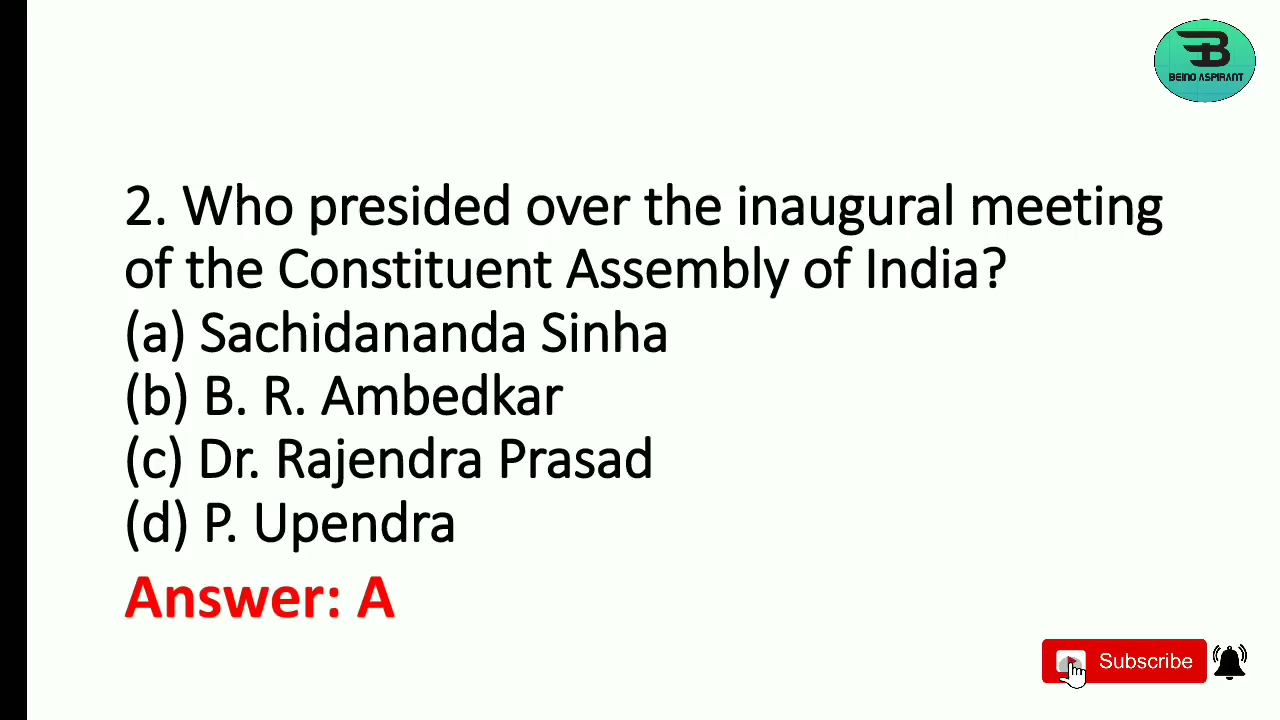 BEING ASPIRANT
2. Who presided over the inaugural meeting
of the Constituent Assembly of India?
(a) Sachidananda Sinha
(b) B. R. Ambedkar
(c) Dr. Rajendra Prasad
(d) P. Upendra
Answer: A
Subscribe